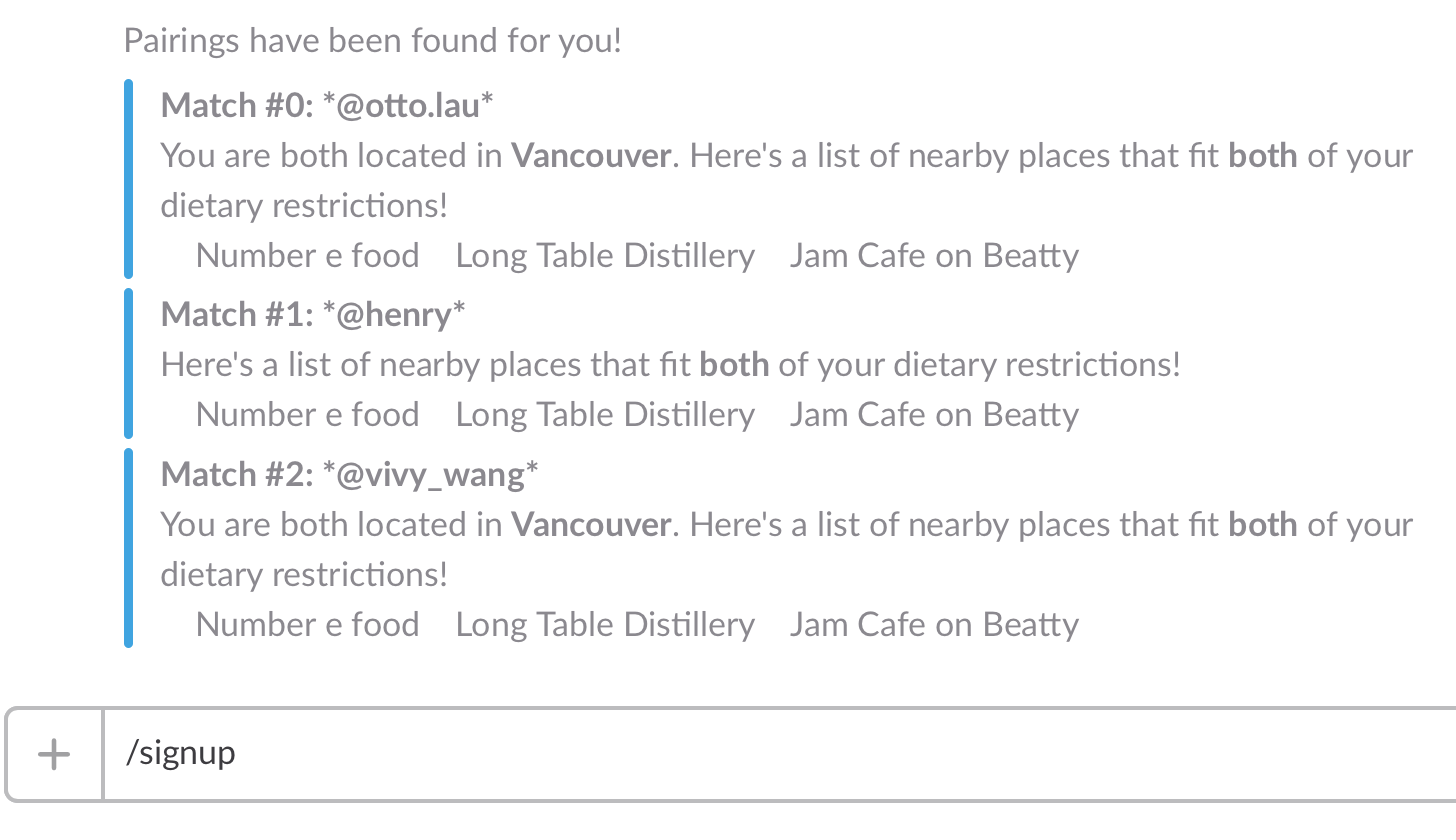 Pairings have been found for you!
Match #0: *@otto.lau*
You are both located in Vancouver. Here's a list of nearby places that fit both of your
dietary restrictions!
Number e food Long Table Distillery Jam Cafe on Beatty
Match #1: *@henry*
Here's a list of nearby places that fit both of your dietary restrictions!
Number e food Long Table Distillery Jam Cafe on Beatty
Match #2: *@vivy_wang*
You are both located in Vancouver. Here's a list of nearby places that fit both of your
dietary restrictions!
Number e food Long Table Distillery Jam Cafe on Beatty
/signup